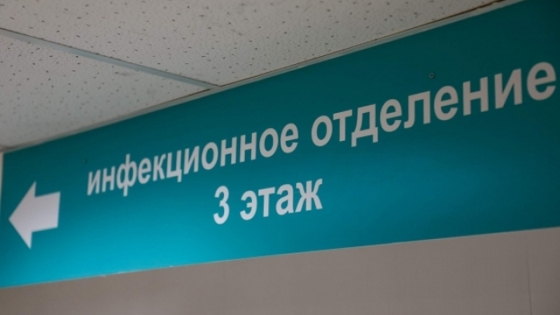 инфекционное отделение
3 этаж